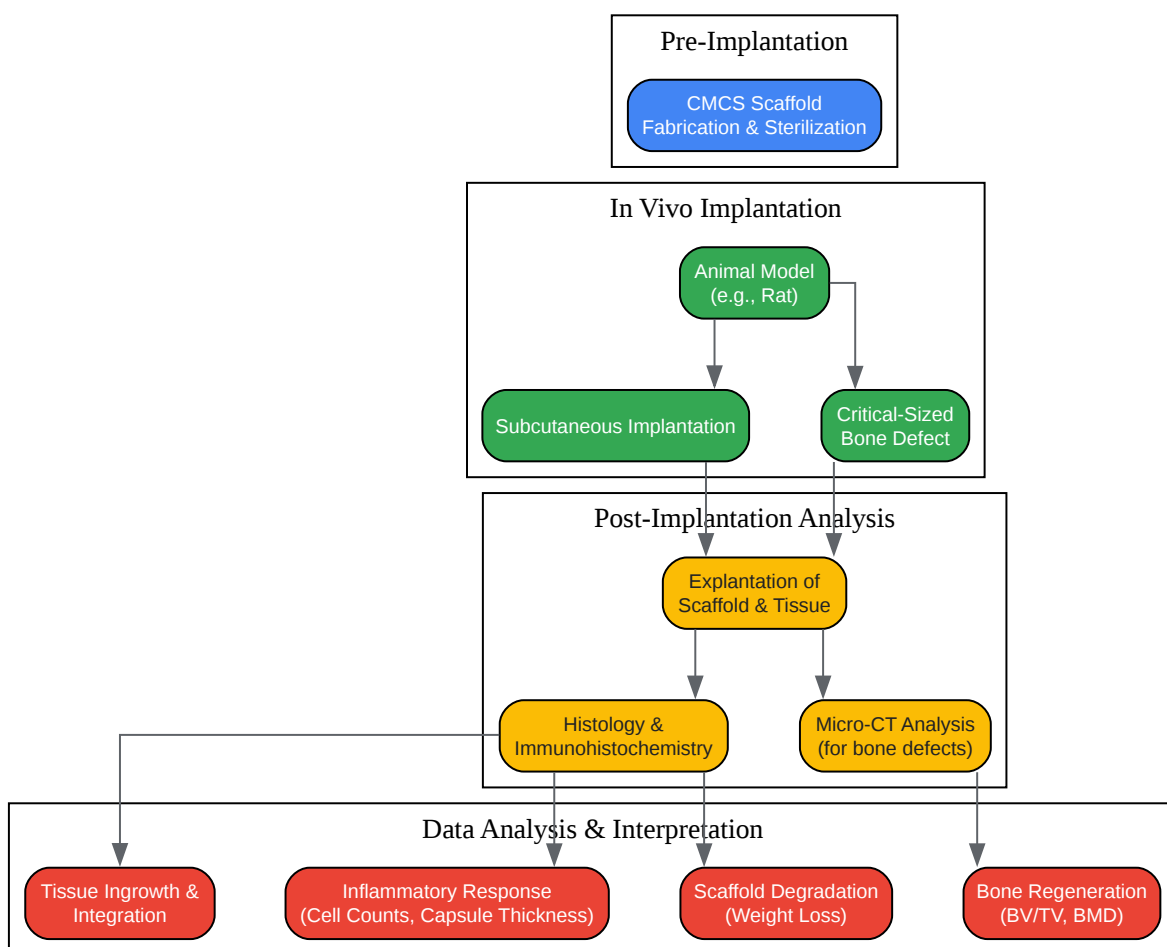 Pre-Implantation
CMCS Scaffold
Fabrication & Sterilization
In Vivo Implantation
Animal Model
(e.g., Rat)
Subcutaneous Implantation
Critical-Sized
Bone Defect
Post-Implantation Analysis
Explantation of
Scaffold & Tissue
Histology &
Immunohistochemistry
Micro-CT Analysis
(for bone defects)
Data Analysis & Interpretation
Tissue Ingrowth &
Integration
Inflammatory Response
(Cell Counts, Capsule Thickness)
Scaffold Degradation
(Weight Loss)
Bone Regeneration
(BV/TV, BMD)